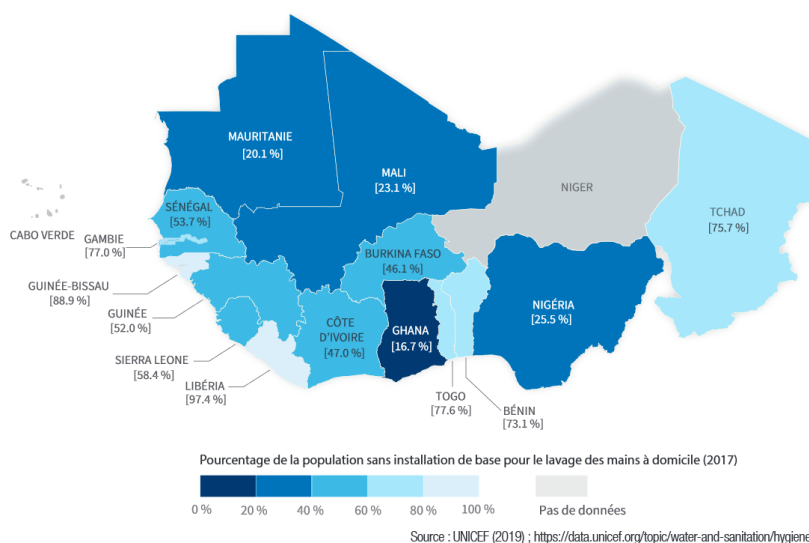 MAURITANIE
[20.1 %]
MALI
[23.1 %]
NIGER
TCHAD
[75.7 %]
SÉNÉGAL
[53.7 %]
CABO VERDE
GAMBIE
[77.0 %]
BURKINA FASO
[46.1 %]
GUINÉE-BISSAU
[88.9 %]
NIGÉRIA
[25.5 %]
GUINÉE
[52.0 %]
CÔTE
D'IVOIRE
[47.0 %]
GHANA
[16.7 %]
SIERRA LEONE
[58.4 %]
LIBÉRIA
[97.4 %]
TOGO
[77.6 %]
BÉNIN
[73.1 %]
Pourcentage de la population sans installation de base pour le lavage des mains à domicile (2017)
0 % 20 % 40 % 60 % 80 % 100 % Pas de données
Source : UNICEF (2019) ; https://data.unicef.org/topic/water-and-sanitation/hygiene